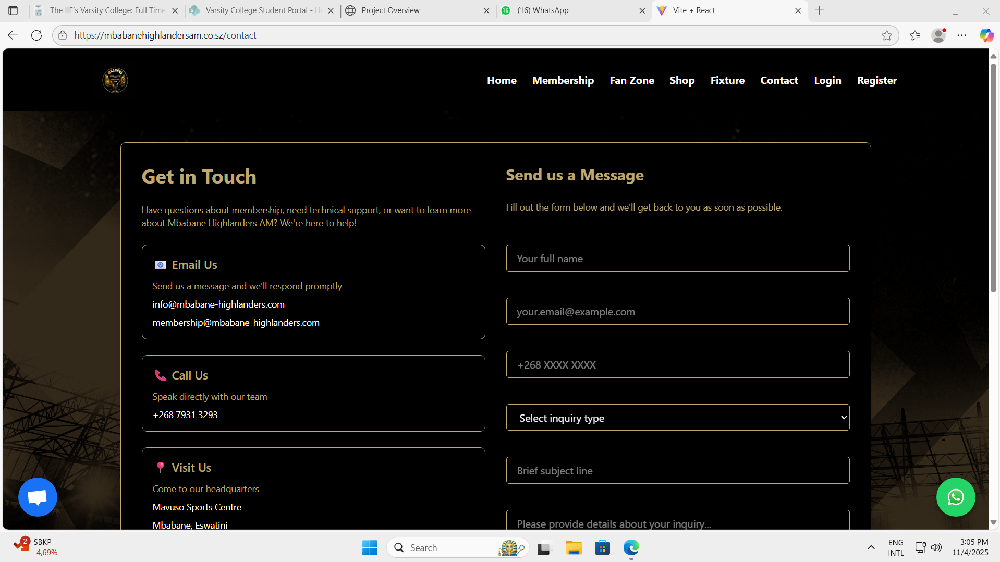 The IIE's Varsity College: Full Time
Varsity College Student Portal - H
Project Overview
(16) WhatsApp
Vite + React
https://mbabanehighlandersam.co.sz/contact
MBABANE
Home
Membership
Fan Zone
Shop
Fixture
Contact
Login
Register
Get in Touch
Have questions about membership, need technical support, or want to learn more
about Mbabane Highlanders AM? We're here to help!
Email Us
Send us a message and we'll respond promptly
info@mbabane-highlanders.com
membership@mbabane-highlanders.com
Call Us
Speak directly with our team
+268 7931 3293
Visit Us
Come to our headquarters
Mavuso Sports Centre
Mbabane, Eswatini
Send us a Message
Fill out the form below and we'll get back to you as soon as possible.
Your full name
your.email@example.com
+268 XXXX XXXX
Select inquiry type
Brief subject line
Please provide details about your inquiry...
2
SBKP
-4,69%
Search
ENG
INTL
3:05 PM
11/4/2025